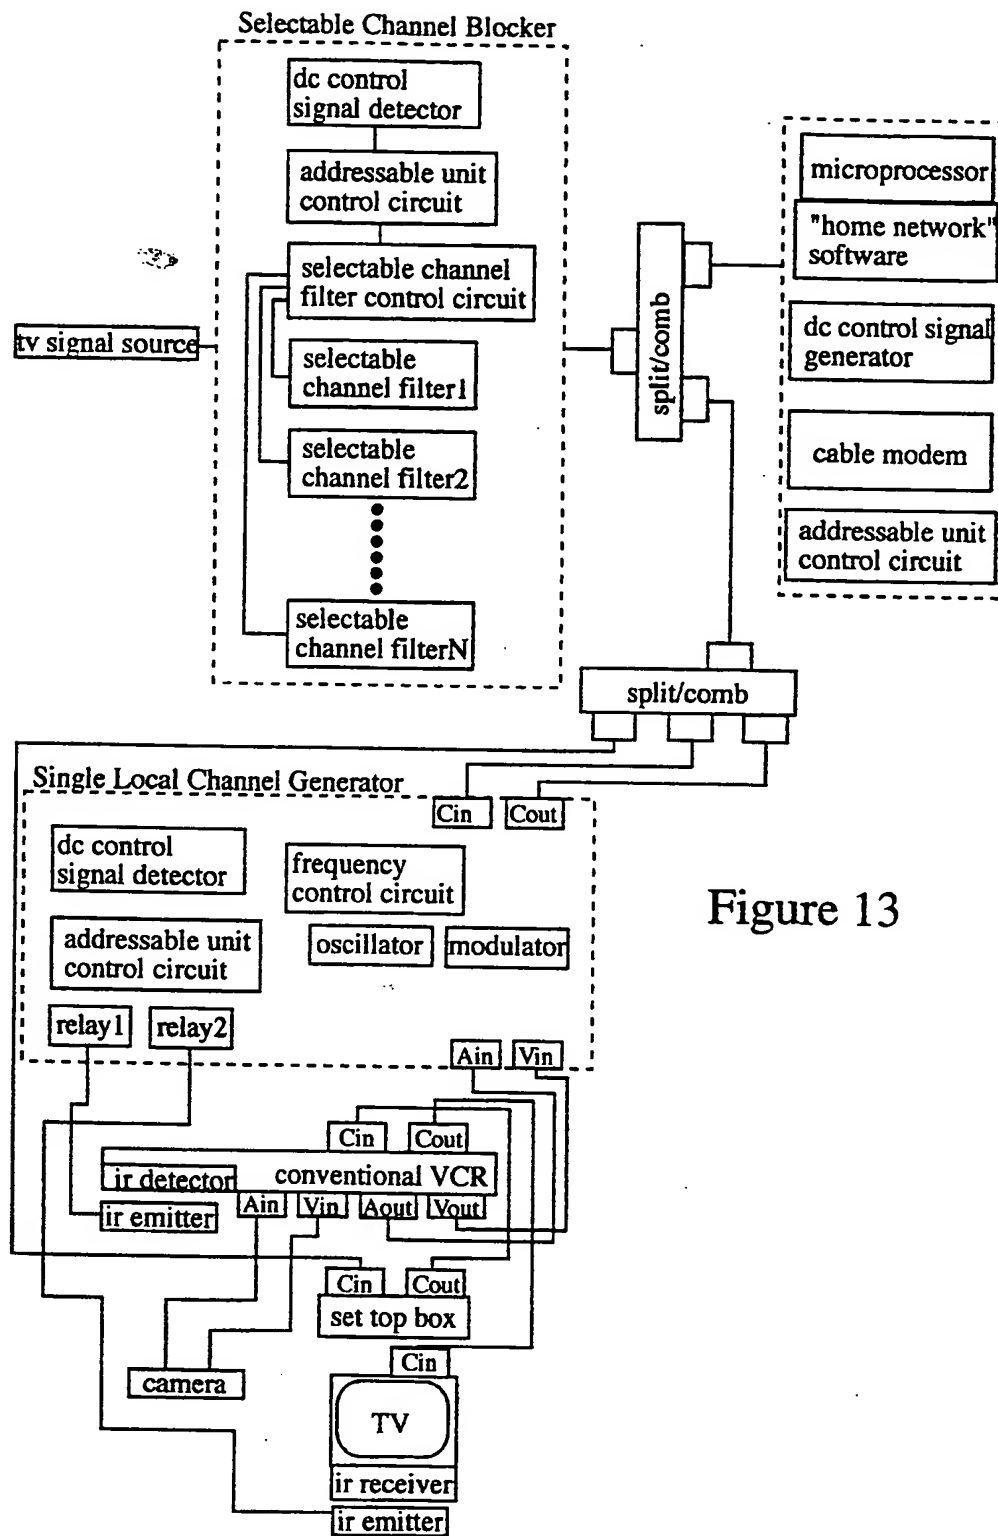 Selectable Channel Blocker
dc control
signal detector
addressable unit
control circuit
selectable channel
filter control circuit
selectable
channel filter1
selectable
channel filter2
selectable
channel filterN
tv signal source
split/comb
microprocessor
"home network"
software
dc control signal
generator
cable modem
addressable unit
control circuit
split/comb
Single Local Channel Generator
Cin
Cout
dc control
signal detector
frequency
control circuit
addressable unit
control circuit
oscillator
modulator
relay1
relay2
Ain
Vin
Figure 13
Cin
Cout
ir detector
conventional VCR
ir emitter
Ain
Vin
Aout
Vout
Cin
Cout
set top box
camera
Cin
TV
ir receiver
ir emitter